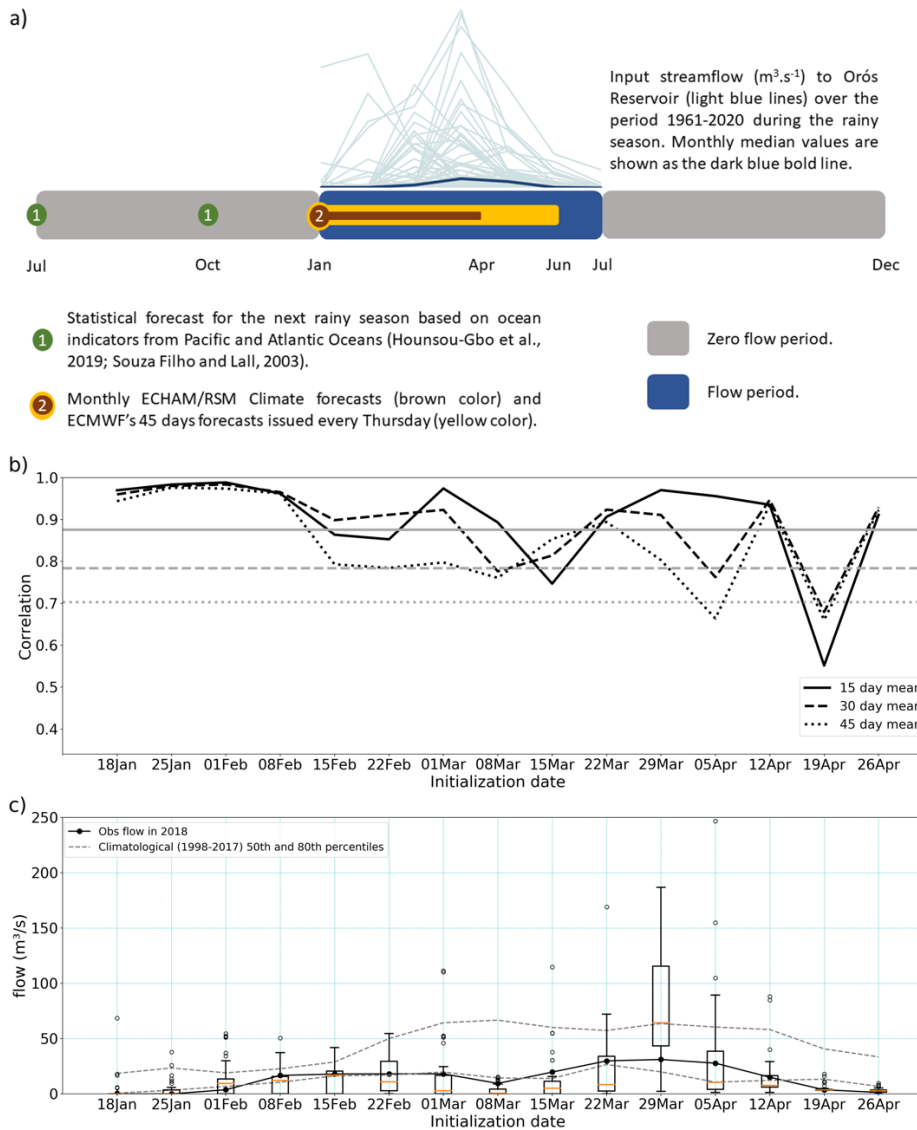 a)
Input streamflow (m³.s⁻¹) to Orós
Reservoir (light blue lines) over the
period 1961-2020 during the rainy
season. Monthly median values are
shown as the dark blue bold line.
1
1
2
Jul
Oct
Jan
Apr
Jun
Jul
Dec
1
Statistical forecast for the next rainy season based on ocean
indicators from Pacific and Atlantic Oceans (Hounsou-Gbo et al.,
2019; Souza Filho and Lall, 2003).
2
Monthly ECHAM/RSM Climate forecasts (brown color) and
ECMWF's 45 days forecasts issued every Thursday (yellow color).
Zero flow period.
Flow period.
b)
Correlation
1.0
0.9
0.8
0.7
0.6
0.5
0.4
15 day mean
30 day mean
45 day mean
18Jan 25Jan 01Feb 08Feb 15Feb 22Feb 01Mar 08Mar 15Mar 22Mar 29Mar 05Apr 12Apr 19Apr 26Apr
Initialization date
c)
flow (m³/s)
250
200
150
100
50
0
Obs flow in 2018
Climatological (1998-2017) 50th and 80th percentiles
18Jan 25Jan 01Feb 08Feb 15Feb 22Feb 01Mar 08Mar 15Mar 22Mar 29Mar 05Apr 12Apr 19Apr 26Apr
Initialization date